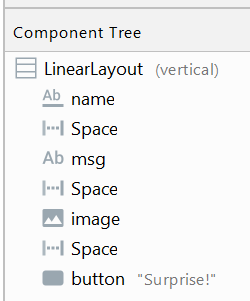 Component Tree
LinearLayout (vertical)
Ab name
Space
Ab msg
Space
image
Space
button "Surprise!"